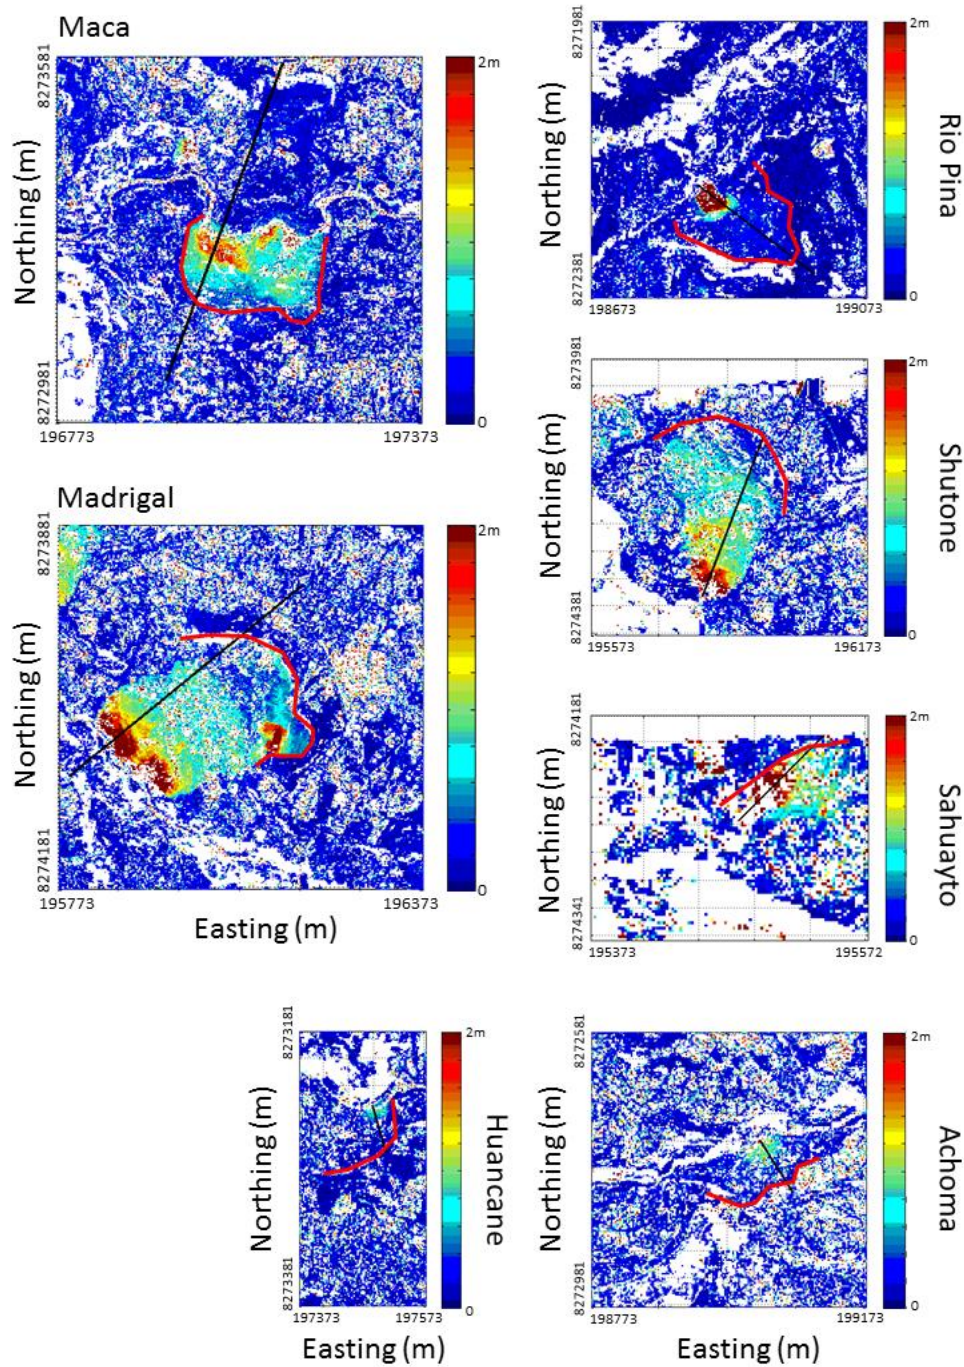 Maca
Northing (m)
8273581
8272981
196773
197373
2m
0
Rio Pina
Northing (m)
8271981
8272381
198673
199073
2m
0
Shutone
Northing (m)
8273981
8274381
195573
196173
2m
0
Madrigal
Northing (m)
8273881
8274181
195773
196373
Easting (m)
2m
0
Sahuayto
Northing (m)
8274181
8274341
195373
195572
2m
0
Huancane
Northing (m)
8273181
8273381
197373
197573
Easting (m)
2m
0
Achoma
Northing (m)
8272581
8272981
198773
199173
Easting (m)
2m
0